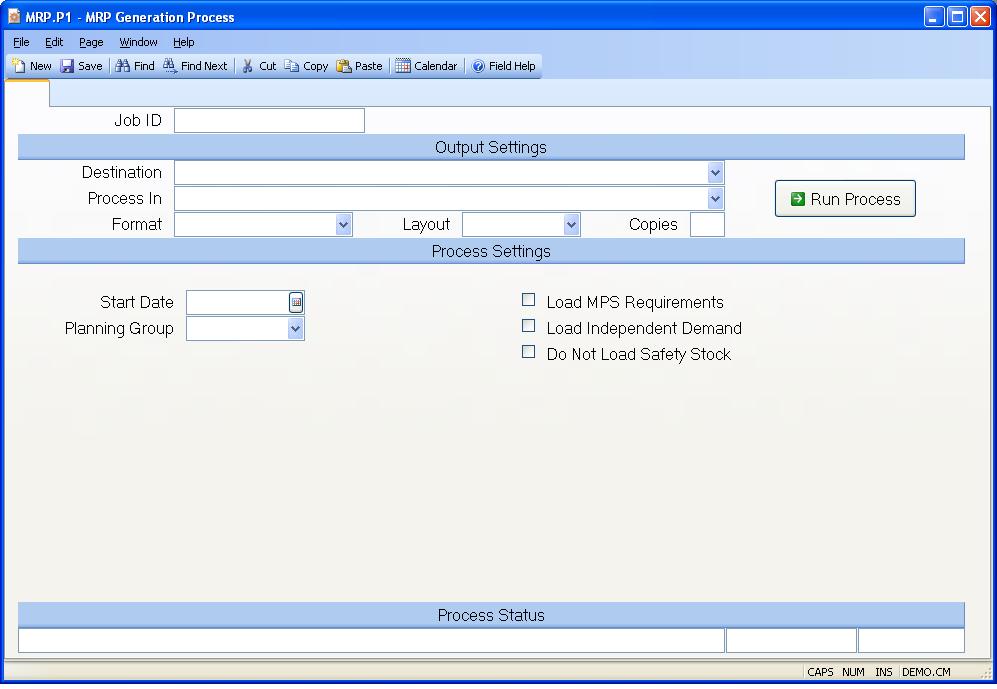 MRP.P1 - MRP Generation Process
File Edit Page Window Help
New Save Find Find Next Cut Copy Paste Calendar Field Help
Job ID
Output Settings
Destination
Process In
Run Process
Format Layout Copies
Process Settings
Start Date Load MPS Requirements
Planning Group Load Independent Demand
Do Not Load Safety Stock
Process Status
CAPS NUM INS DEMO.CM